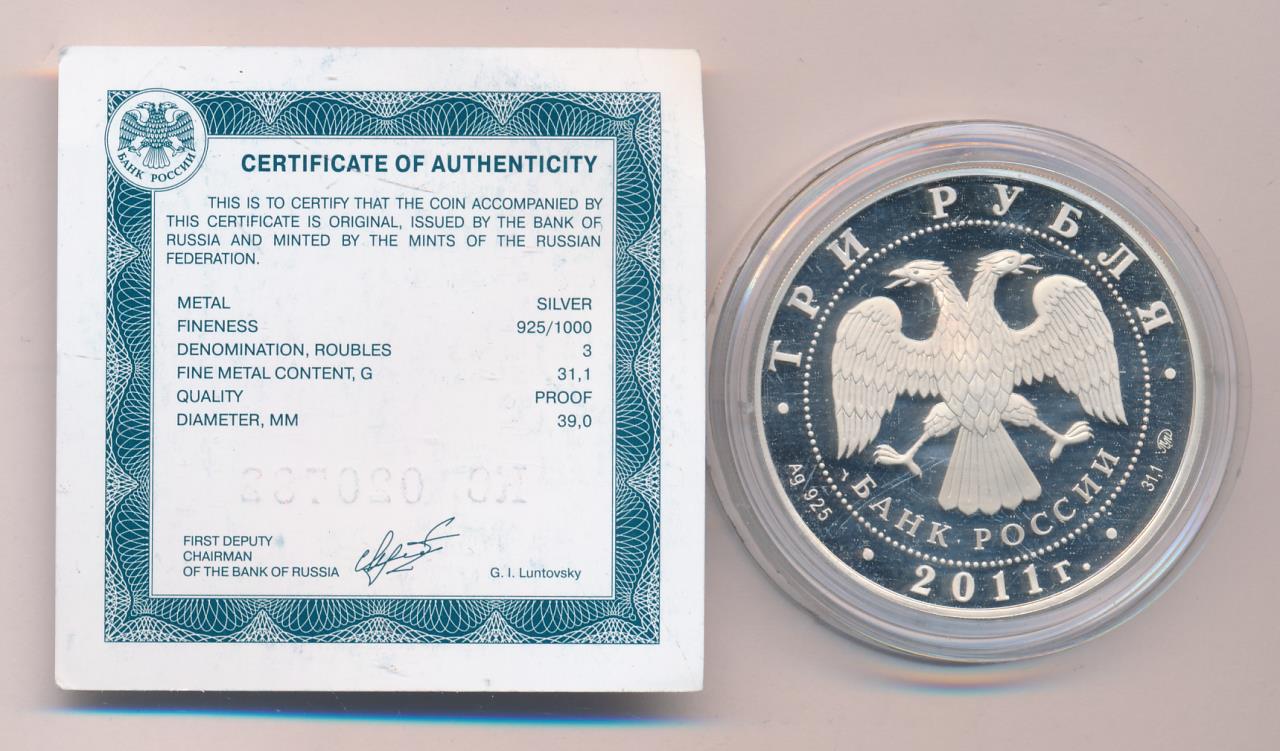 БАНК РОССИИ
CERTIFICATE OF AUTHENTICITY
THIS IS TO CERTIFY THAT THE COIN ACCOMPANIED BY
THIS CERTIFICATE IS ORIGINAL, ISSUED BY THE BANK OF
RUSSIA AND MINTED BY THE MINTS OF THE RUSSIAN
FEDERATION.
METAL SILVER
FINENESS 925/1000
DENOMINATION, ROUBLES 3
FINE METAL CONTENT, G 31,1
QUALITY PROOF
DIAMETER, MM 39,0
FIRST DEPUTY
CHAIRMAN
OF THE BANK OF RUSSIA G. I. Luntovsky
ТРИ РУБЛЯ
БАНК РОССИИ
Ag 925
31.1
2011 г.